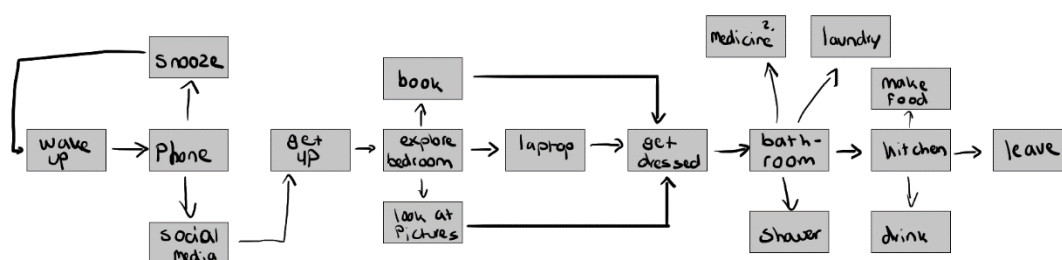 medicine?
laundry
snooze
book
make
food
wake
up
Phone
get
up
explore
bedroom
laptop
get
dressed
bath-
room
kitchen
leave
look at
Pictures
social
media
shower
drink